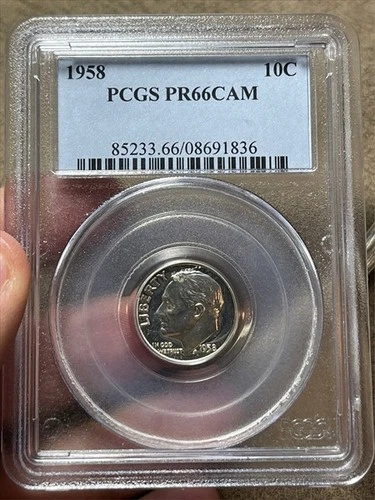 1958 10C
PCGS PR66CAM
85233.66/08691836
LIBERTY
IN GOD
WE TRUST
1958